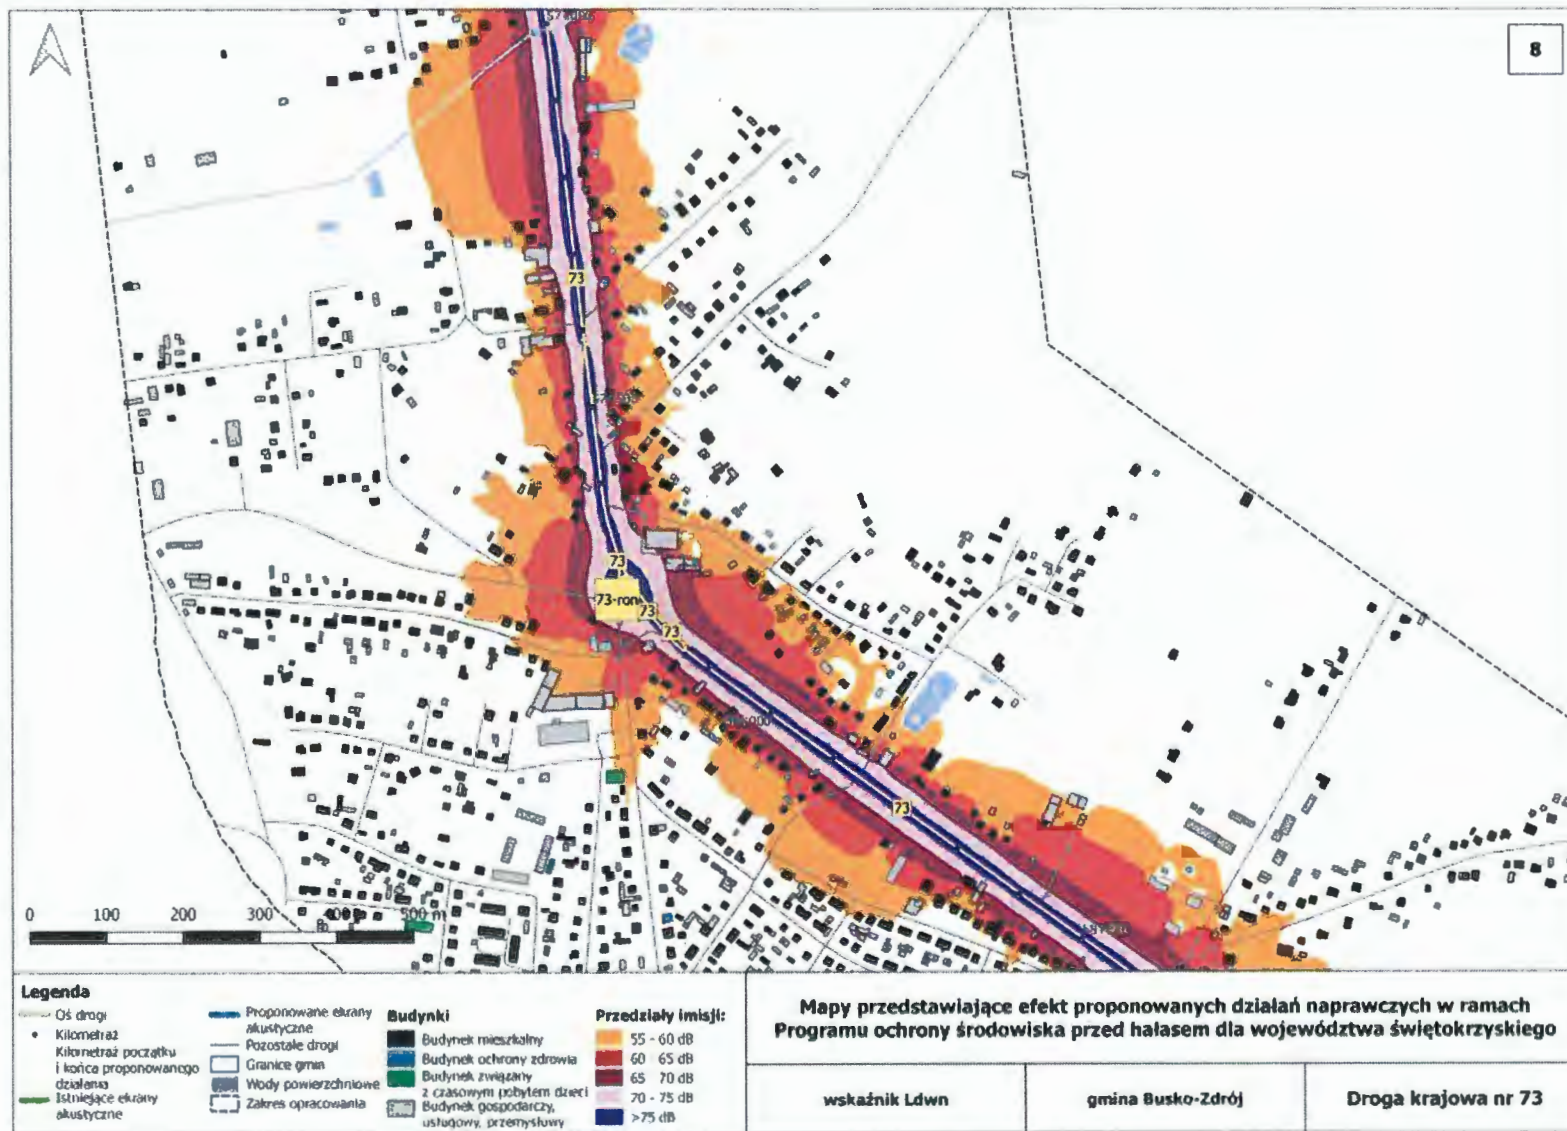 8
73
73
73-ron
73
73
73
0 100 200 300 400 500 m
Legenda
Oś drogi
Kilometraż
Kilometraż początku
i końca proponowanego
działania
Istniejące ekrany
akustyczne
Proponowane ekrany
akustyczne
Pozostałe drogi
Granice gmin
Wody powierzchniowe
Zakres opracowania
Budynki
Budynek mieszkalny
Budynek ochrony zdrowia
Budynek związany
z czasowym pobytem dzieci
Budynek gospodarczy,
usługowy, przemysłowy
Przedziały imisji:
55 - 60 dB
60 - 65 dB
65 - 70 dB
70 - 75 dB
>75 dB
Mapy przedstawiające efekt proponowanych działań naprawczych w ramach
Programu ochrony środowiska przed hałasem dla województwa świętokrzyskiego
wskaźnik Ldwn
gmina Busko-Zdrój
Droga krajowa nr 73